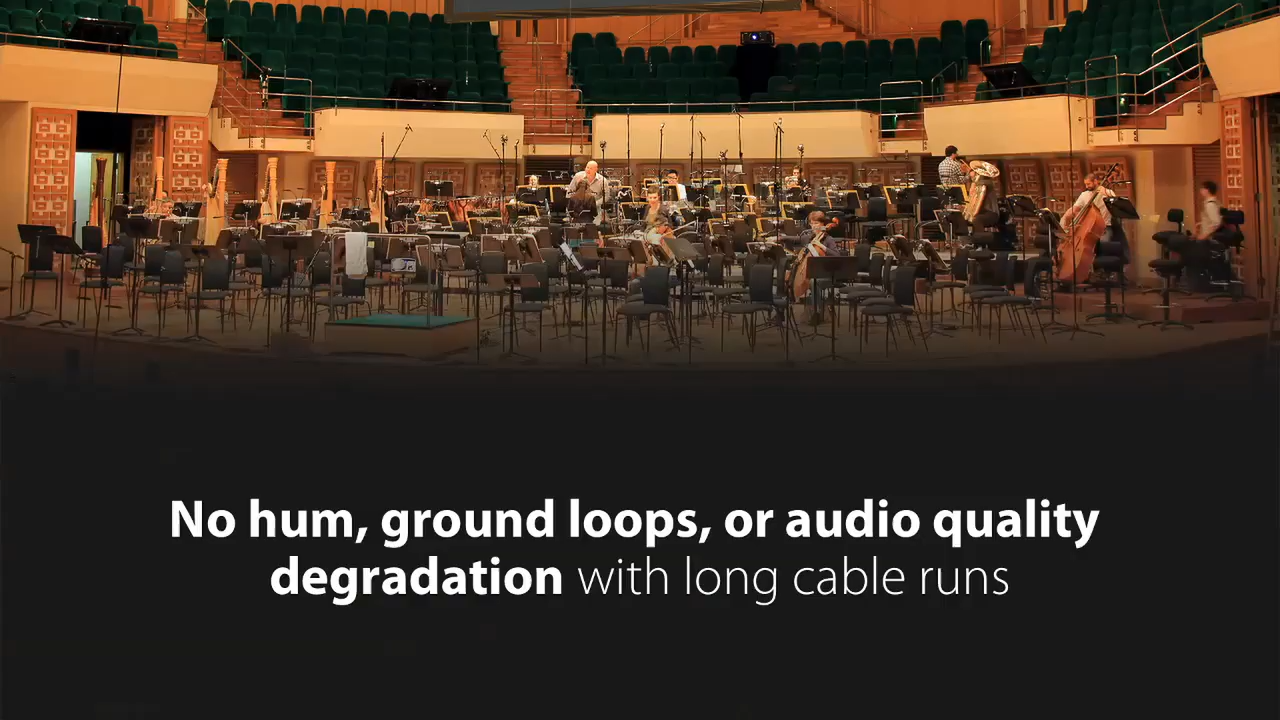 No hum, ground loops, or audio quality
degradation with long cable runs